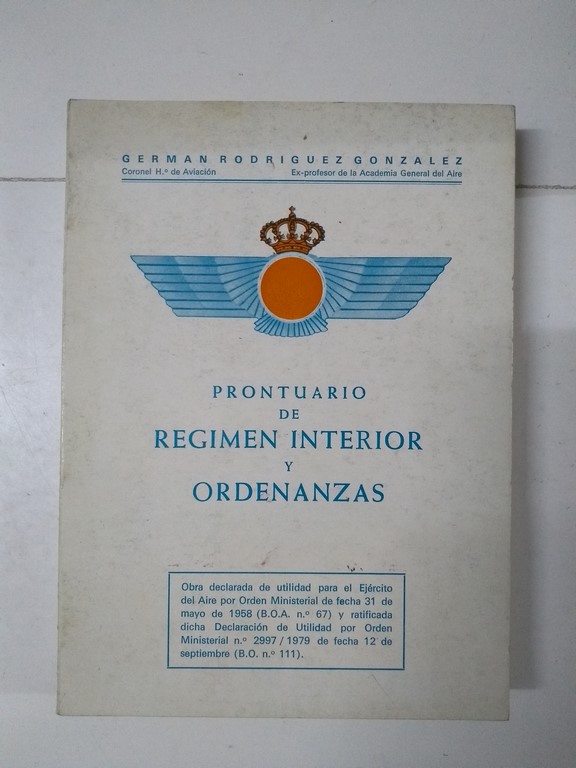 GERMAN RODRIGUEZ GONZALEZ
Coronel H.º de Aviación Ex-profesor de la Academia General del Aire
PRONTUARIO
DE
REGIMEN INTERIOR
Y
ORDENANZAS
Obra declarada de utilidad para el Ejército
del Aire por Orden Ministerial de fecha 31 de
mayo de 1958 (B.O.A. n.º 67) y ratificada
dicha Declaración de Utilidad por Orden
Ministerial n.º 2997/1979 de fecha 12 de
septiembre (B.O. n.º 111).